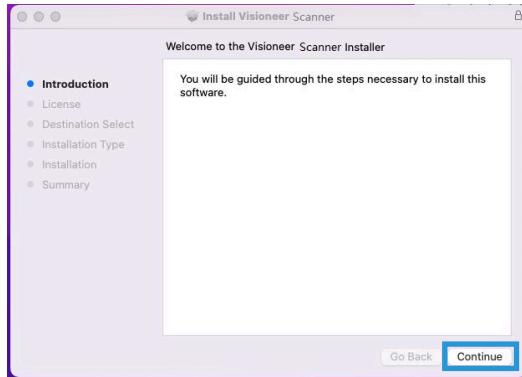 Install Visioneer Scanner
Welcome to the Visioneer Scanner Installer
Introduction
License
Destination Select
Installation Type
Installation
Summary
You will be guided through the steps necessary to install this
software.
Go Back
Continue